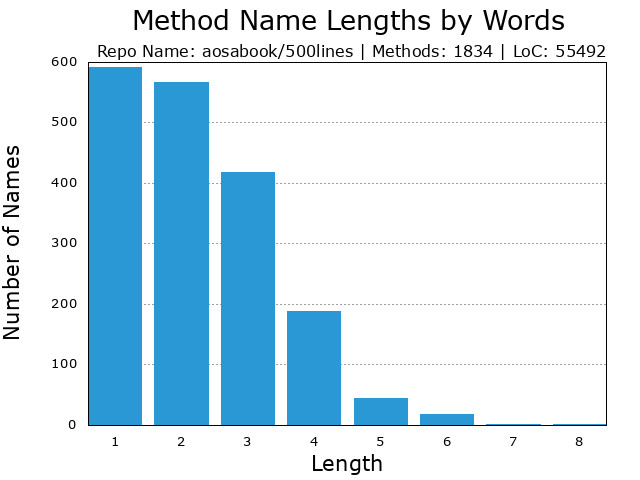 Method Name Lengths by Words
Repo Name: aosabook/500lines | Methods: 1834 | LoC: 55492
Number of Names
600
500
400
300
200
100
0
1 2 3 4 5 6 7 8
Length